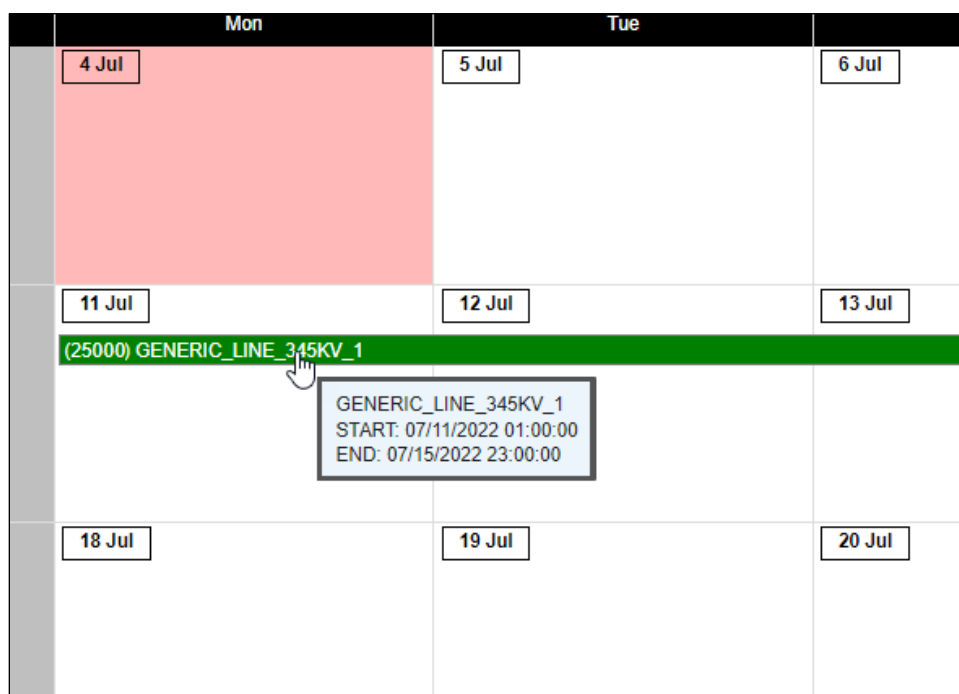 Mon Tue
4 Jul 5 Jul 6 Jul
11 Jul 12 Jul 13 Jul
(25000) GENERIC_LINE_345KV_1
GENERIC_LINE_345KV_1
START: 07/11/2022 01:00:00
END: 07/15/2022 23:00:00
18 Jul 19 Jul 20 Jul